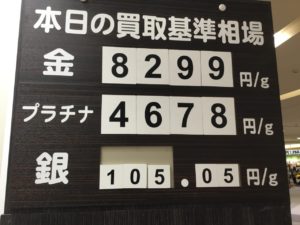 本日の買取基準相場
金 8299 円/g
プラチナ 4678 円/g
銀 105.05 円/g